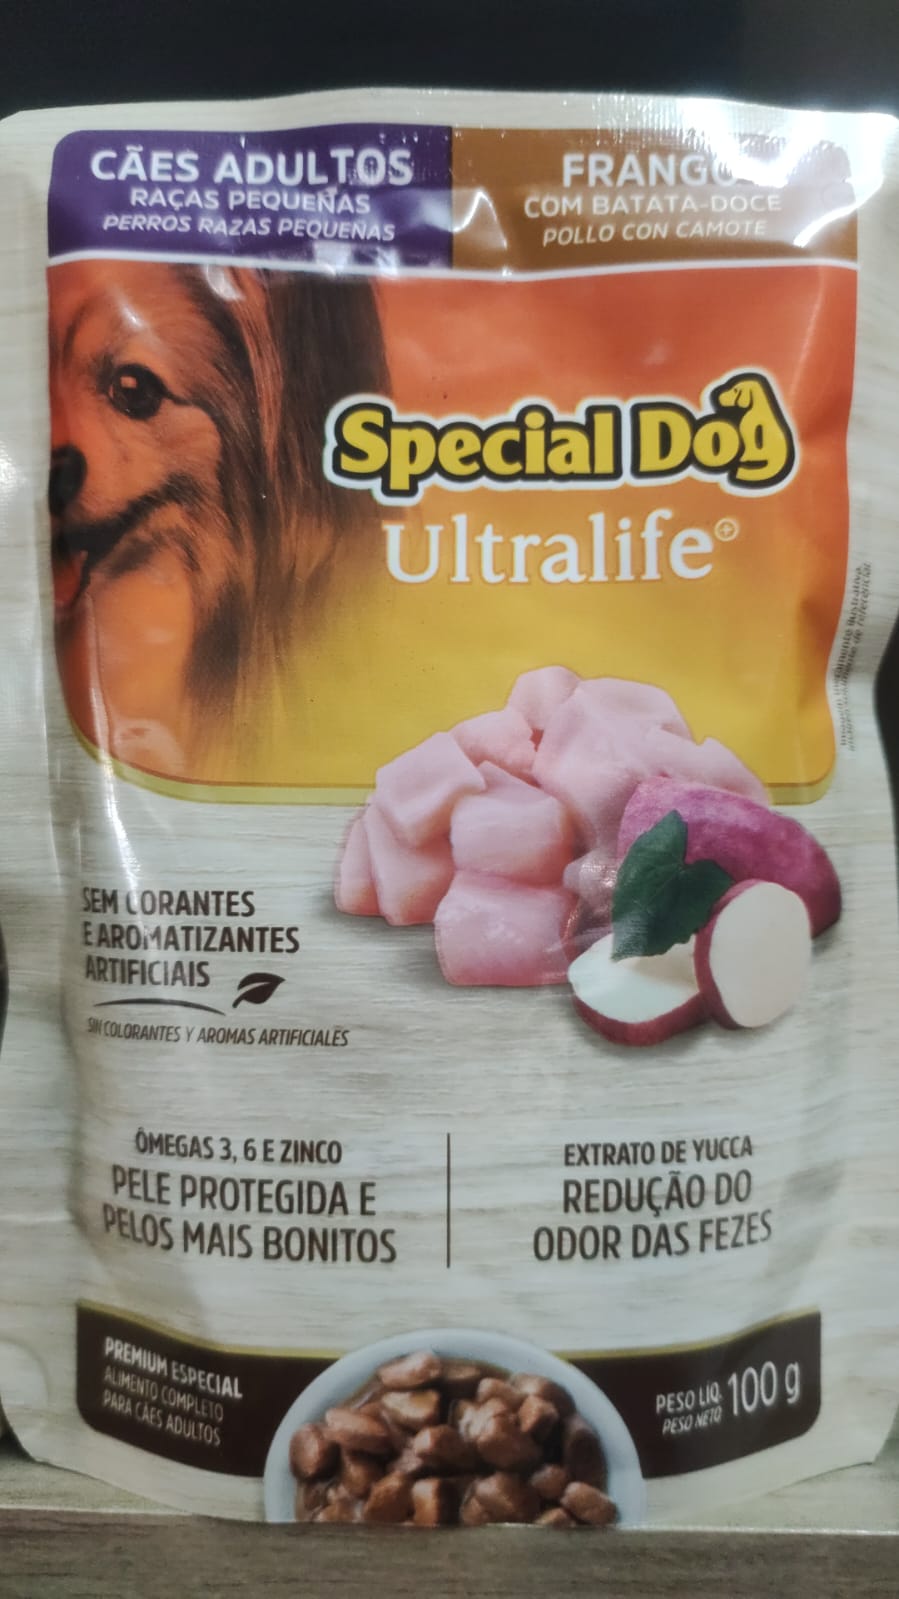 CÃES ADULTOS
RAÇAS PEQUENAS
PERROS RAZAS PEQUEÑAS
FRANGO
COM BATATA-DOCE
POLLO CON CAMOTE
Special Dog
Ultralife
SEM CORANTES
E AROMATIZANTES
ARTIFICIAIS
SIN COLORANTES Y AROMAS ARTIFICIALES
ÔMEGAS 3, 6 E ZINCO
PELE PROTEGIDA E
PELOS MAIS BONITOS
EXTRATO DE YUCCA
REDUÇÃO DO
ODOR DAS FEZES
PREMIUM ESPECIAL
ALIMENTO COMPLETO
PARA CÃES ADULTOS
PESO LÍQ. 100 g
PESO NETO